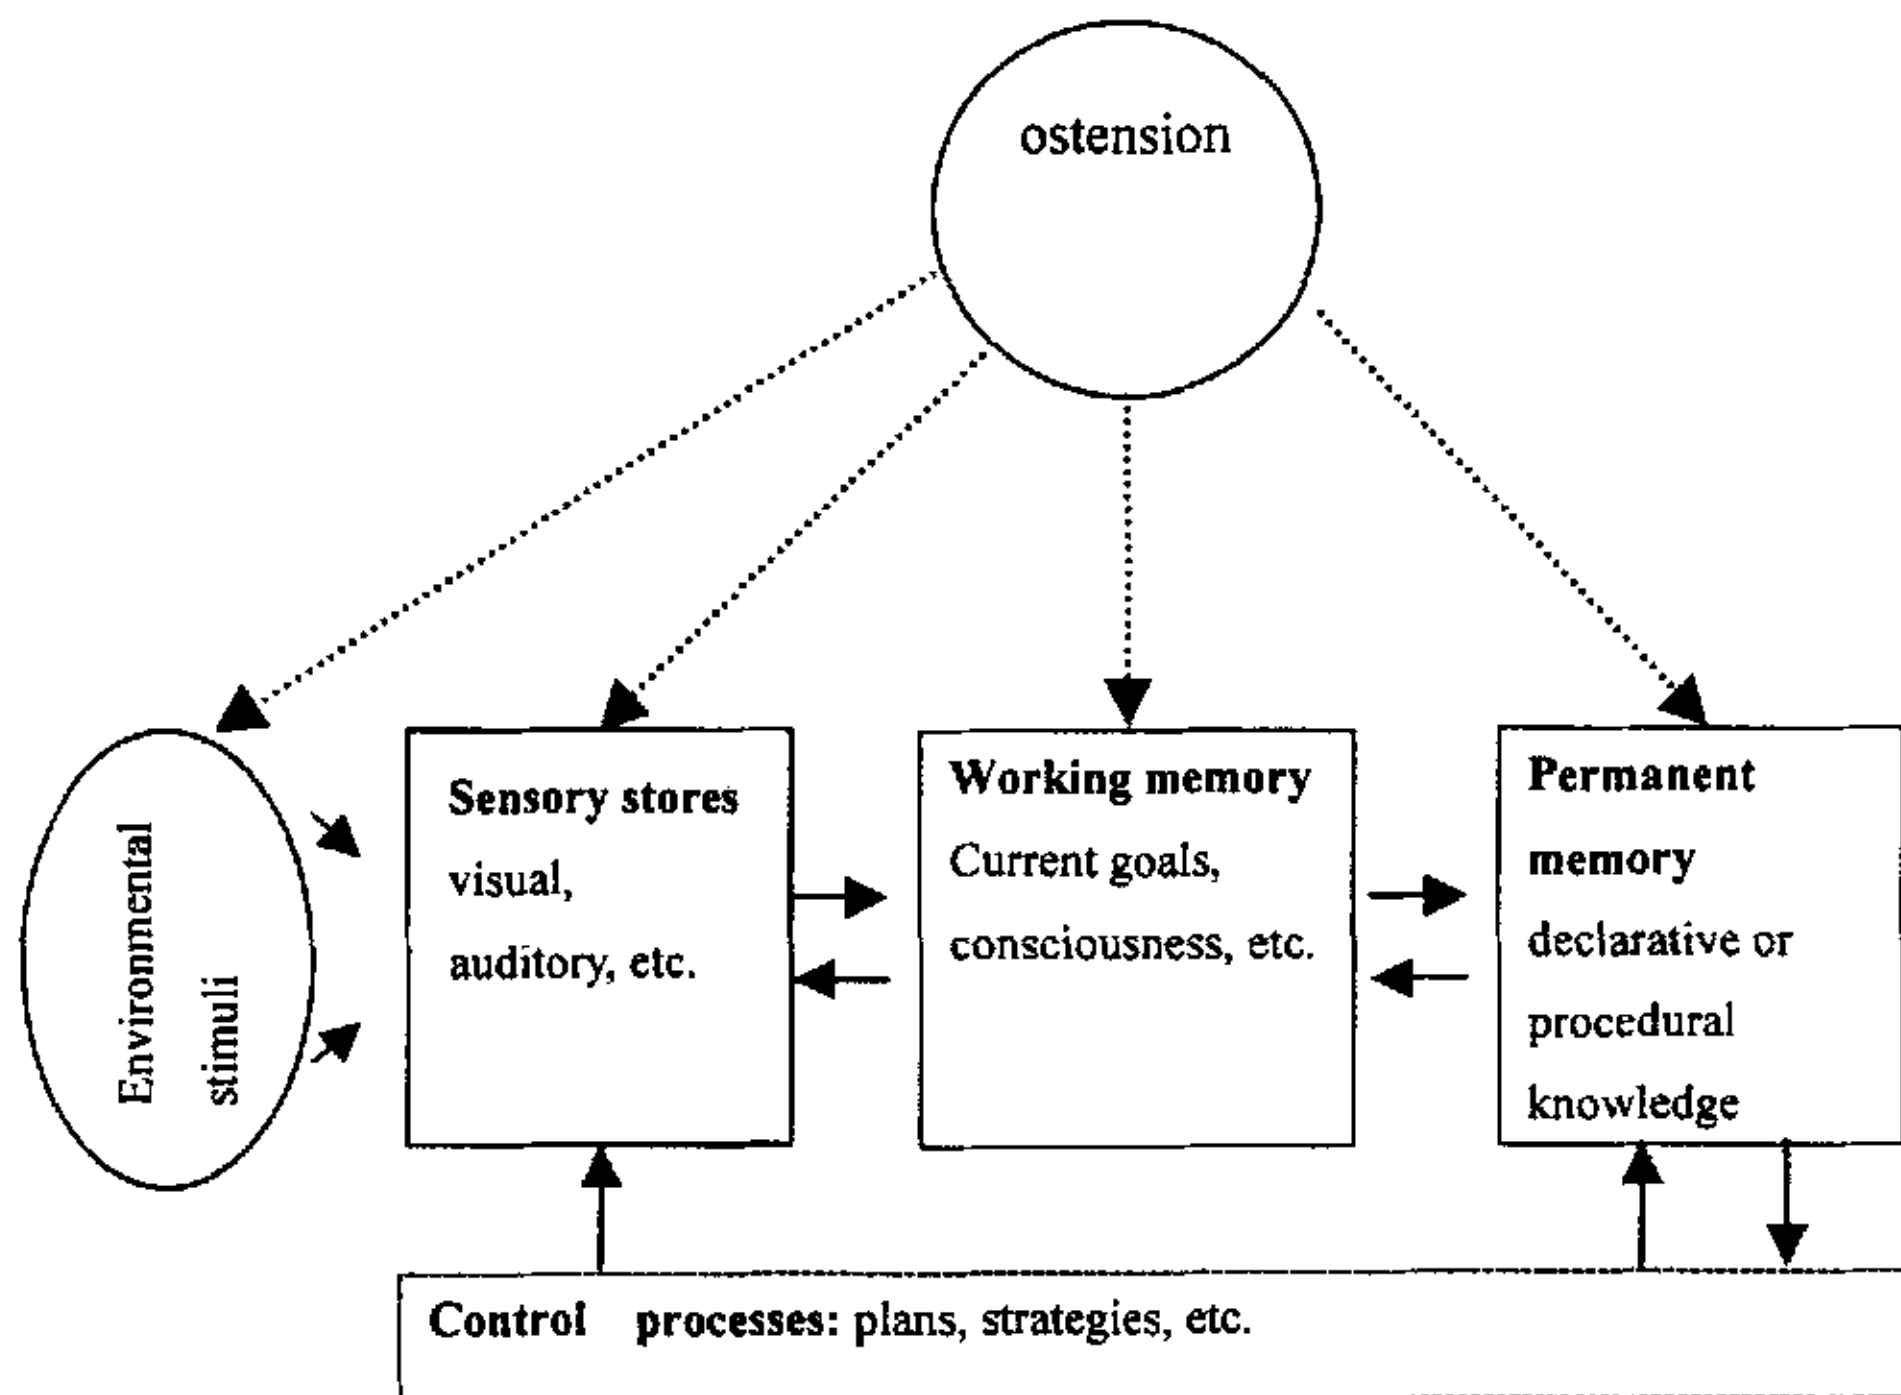 ostension
Environmental
stimuli
Sensory stores
visual,
auditory, etc.
Working memory
Current goals,
consciousness, etc.
Permanent
memory
declarative or
procedural
knowledge
Control processes: plans, strategies, etc.